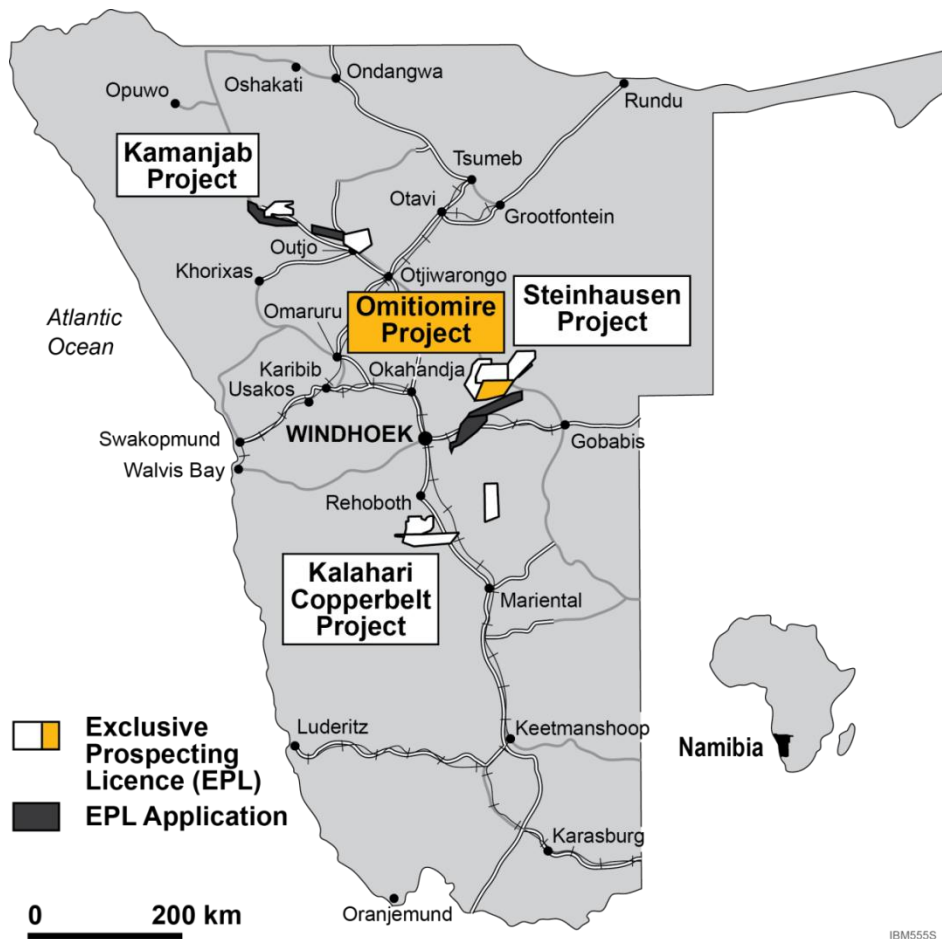 Ondangwa
Oshakati
Opuwo
Rundu
Kamanjab
Project
Tsumeb
Otavi
Grootfontein
Outjo
Khorixas
Otjiwarongo
Steinhausen
Project
Omitiomire
Project
Atlantic
Ocean
Omaruru
Karibib
Okahandja
Usakos
Swakopmund
WINDHOEK
Gobabis
Walvis Bay
Rehoboth
Kalahari
Copperbelt
Project
Mariental
Luderitz
Keetmanshoop
Namibia
Exclusive
Prospecting
Licence (EPL)
EPL Application
Karasburg
0 200 km
Oranjemund
IBM555S